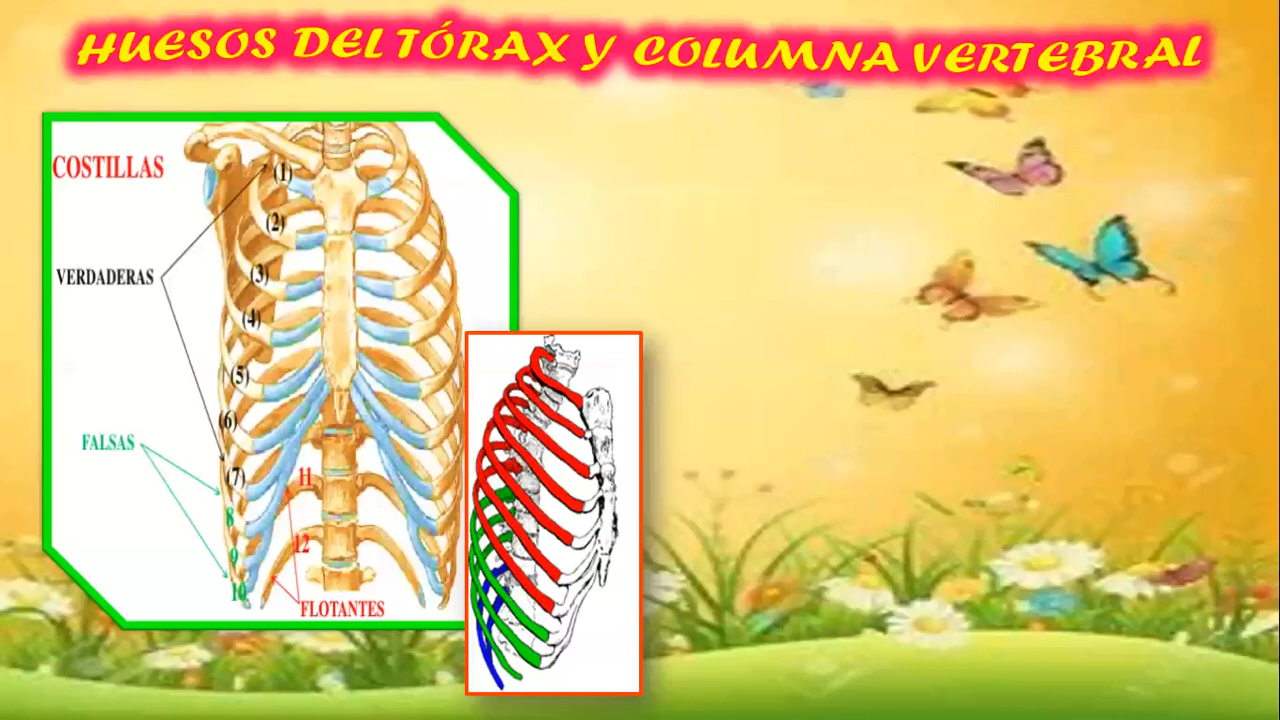 HUESOS DEL TÓRAX Y COLUMNA VERTEBRAL
COSTILLAS
(1)
(2)
VERDADERAS
(3)
(4)
(5)
(6)
FALSAS
(7)
11
8
12
9
10
FLOTANTES